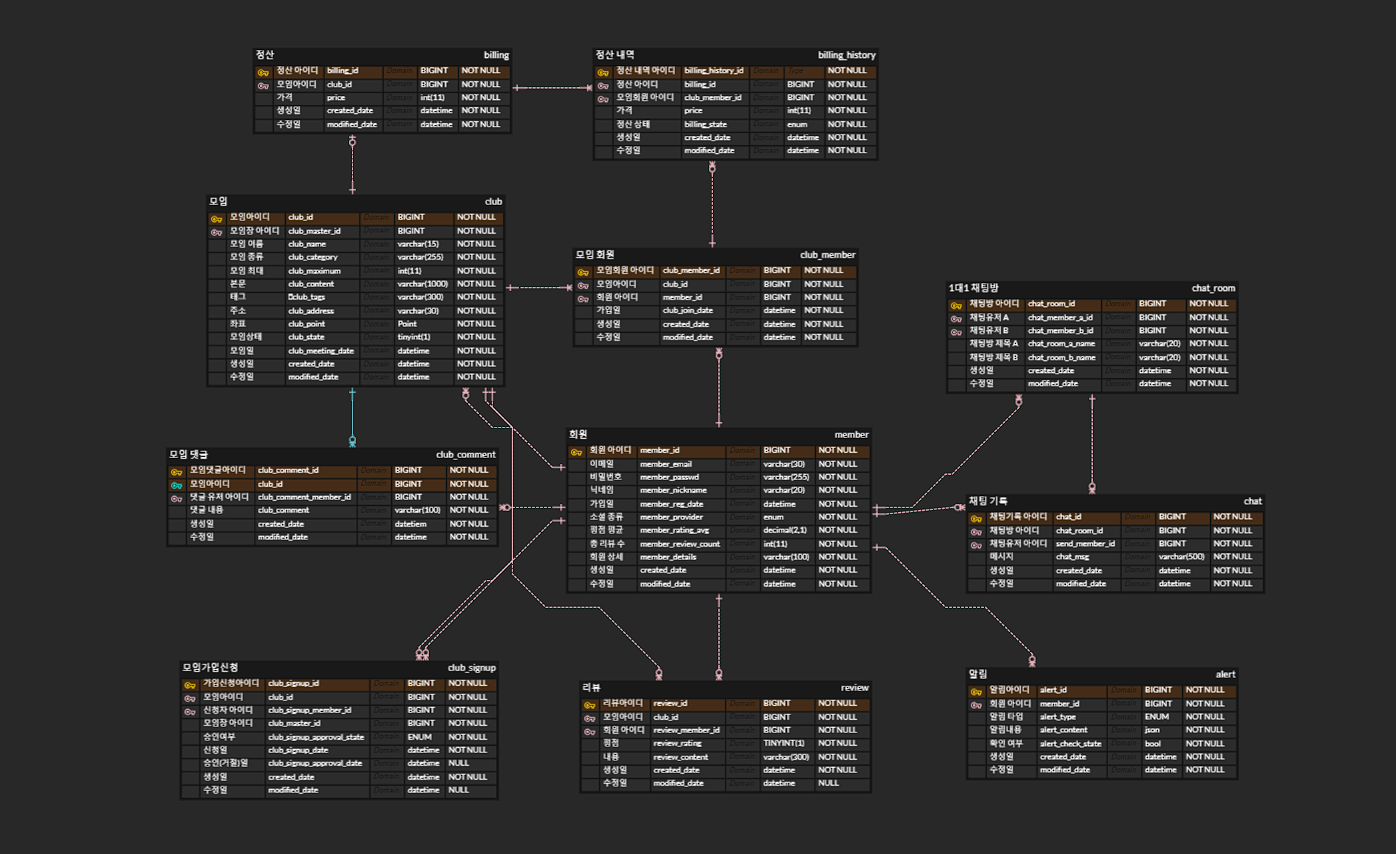 정산 billing
정산 아이디 billing_id Domain BIGINT NOT NULL
모임아이디 club_id Domain BIGINT NOT NULL
가격 price Domain int(11) NOT NULL
생성일 created_date Domain datetime NOT NULL
수정일 modified_date Domain datetime NOT NULL
정산 내역 billing_history
정산 내역 아이디 billing_history_id Domain Type NOT NULL
정산 아이디 billing_id Domain BIGINT NOT NULL
모임회원 아이디 club_member_id Domain BIGINT NOT NULL
가격 price Domain int(11) NOT NULL
정산 상태 billing_state Domain enum NOT NULL
생성일 created_date Domain datetime NOT NULL
수정일 modified_date Domain datetime NOT NULL
모임 club
모임아이디 club_id Domain BIGINT NOT NULL
모임장 아이디 club_master_id Domain BIGINT NOT NULL
모임 이름 club_name Domain varchar(15) NOT NULL
모임 종류 club_category Domain varchar(255) NOT NULL
모임 최대 club_maximum Domain int(11) NOT NULL
본문 club_content Domain varchar(1000) NOT NULL
태그 club_tags Domain varchar(300) NOT NULL
주소 club_address Domain varchar(30) NOT NULL
좌표 club_point Domain Point NOT NULL
모임상태 club_state Domain tinyint(1) NOT NULL
모임일 club_meeting_date Domain datetime NOT NULL
생성일 created_date Domain datetime NOT NULL
수정일 modified_date Domain datetime NOT NULL
모임 회원 club_member
모임회원 아이디 club_member_id Domain BIGINT NOT NULL
모임아이디 club_id Domain BIGINT NOT NULL
회원 아이디 member_id Domain BIGINT NOT NULL
가입일 club_join_date Domain datetime NOT NULL
생성일 created_date Domain datetime NOT NULL
수정일 modified_date Domain datetime NOT NULL
1대1 채팅방 chat_room
채팅방 아이디 chat_room_id Domain BIGINT NOT NULL
채팅유저 A chat_member_a_id Domain BIGINT NOT NULL
채팅유저 B chat_member_b_id Domain BIGINT NOT NULL
채팅방 제목 A chat_room_a_name Domain varchar(20) NOT NULL
채팅방 제목 B chat_room_b_name Domain varchar(20) NOT NULL
생성일 created_date Domain datetime NOT NULL
수정일 modified_date Domain datetime NOT NULL
모임 댓글 club_comment
모임댓글아이디 club_comment_id Domain BIGINT NOT NULL
모임아이디 club_id Domain BIGINT NOT NULL
댓글 유저 아이디 club_comment_member_id Domain BIGINT NOT NULL
댓글 내용 club_comment Domain varchar(100) NOT NULL
생성일 created_date Domain datetiem NOT NULL
수정일 modified_date Domain datetime NOT NULL
회원 member
회원 아이디 member_id Domain BIGINT NOT NULL
이메일 member_email Domain varchar(30) NOT NULL
비밀번호 member_passwd Domain varchar(255) NOT NULL
닉네임 member_nickname Domain varchar(20) NOT NULL
가입일 member_reg_date Domain datetime NOT NULL
소셜 종류 member_provider Domain enum NOT NULL
평점 평균 member_rating_avg Domain decimal(2,1) NOT NULL
총 리뷰 수 member_review_count Domain int(11) NOT NULL
회원 상세 member_details Domain varchar(100) NOT NULL
생성일 created_date Domain datetime NOT NULL
수정일 modified_date Domain datetime NOT NULL
채팅 기록 chat
채팅기록 아이디 chat_id Domain BIGINT NOT NULL
채팅방 아이디 chat_room_id Domain BIGINT NOT NULL
채팅유저 아이디 send_member_id Domain BIGINT NOT NULL
메시지 chat_msg Domain varchar(500) NOT NULL
생성일 created_date Domain datetime NOT NULL
수정일 modified_date Domain datetime NOT NULL
모임가입신청 club_signup
가입신청아이디 club_signup_id Domain BIGINT NOT NULL
모임아이디 club_id Domain BIGINT NOT NULL
신청자 아이디 club_signup_member_id Domain BIGINT NOT NULL
모임장 아이디 club_master_id Domain BIGINT NOT NULL
승인여부 club_signup_approval_state Domain ENUM NOT NULL
신청일 club_signup_date Domain datetime NOT NULL
승인(거절)일 club_signup_approval_date Domain datetime NULL
생성일 created_date Domain datetime NOT NULL
수정일 modified_date Domain datetime NULL
리뷰 review
리뷰아이디 review_id Domain BIGINT NOT NULL
모임아이디 club_id Domain BIGINT NOT NULL
회원 아이디 review_member_id Domain BIGINT NOT NULL
평점 review_rating Domain TINYINT(1) NOT NULL
내용 review_content Domain varchar(300) NOT NULL
생성일 created_date Domain datetime NOT NULL
수정일 modified_date Domain datetime NULL
알림 alert
알림아이디 alert_id Domain BIGINT NOT NULL
회원 아이디 member_id Domain BIGINT NOT NULL
알림 타입 alert_type Domain ENUM NOT NULL
알림내용 alert_content Domain json NOT NULL
확인 여부 alert_check_state Domain bool NOT NULL
생성일 created_date Domain datetime NOT NULL
수정일 modified_date Domain datetime NOT NULL